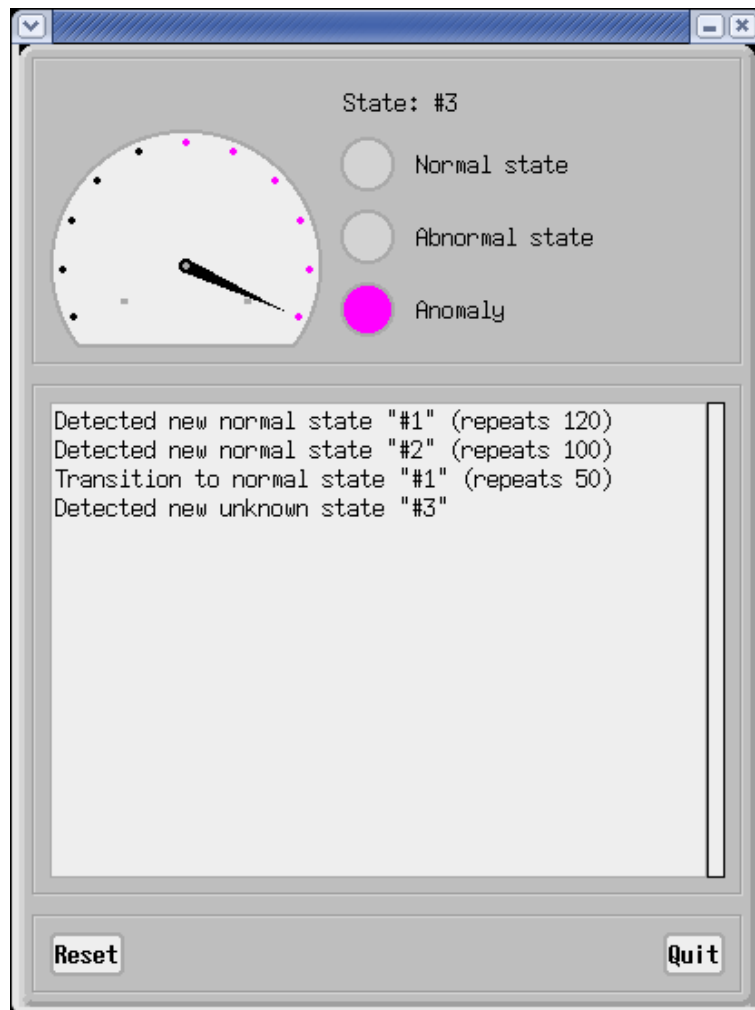 State: #3
Normal state
Abnormal state
Anomaly
Detected new normal state "#1" (repeats 120)
Detected new normal state "#2" (repeats 100)
Transition to normal state "#1" (repeats 50)
Detected new unknown state "#3"
Reset
Quit